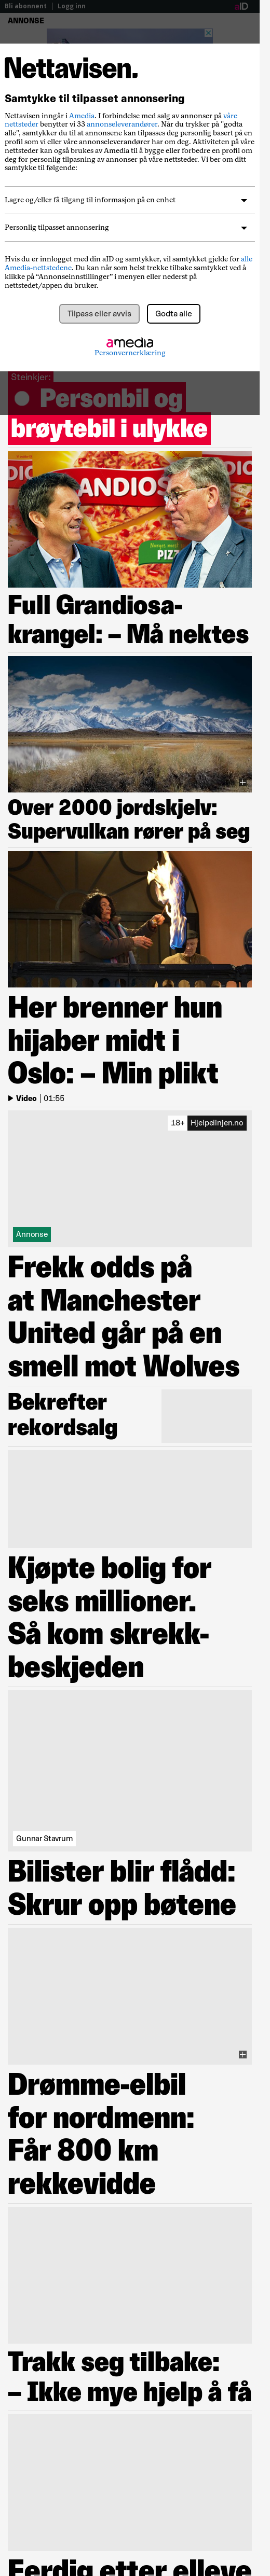 Bli abonnent | Logg inn
aID
ANNONSE
Nettavisen.
Samtykke til tilpasset annonsering
Nettavisen inngår i Amedia. I forbindelse med salg av annonser på våre
nettsteder benytter vi 33 annonseleverandører. Når du trykker på "godta
alle", samtykker du til at annonsene kan tilpasses deg personlig basert på en
profil som vi eller våre annonseleverandører har om deg. Aktiviteten på våre
nettsteder kan også brukes av Amedia til å bygge eller forbedre en profil om
deg for personlig tilpasning av annonser på våre nettsteder. Vi ber om ditt
samtykke til følgende:
Lagre og/eller få tilgang til informasjon på en enhet
Personlig tilpasset annonsering
Hvis du er innlogget med din aID og samtykker, vil samtykket gjelde for alle
Amedia-nettstedene. Du kan når som helst trekke tilbake samtykket ved å
klikke på “Annonseinnstillinger” i menyen eller nederst på
nettstedet/appen du bruker.
Tilpass eller avvis
Godta alle
amedia
Personvernerklæring
Steinkjer:
Personbil og
brøytebil i ulykke
Full Grandiosa-
krangel: – Må nektes
Over 2000 jordskjelv:
Supervulkan rører på seg
Her brenner hun
hijaber midt i
Oslo: – Min plikt
Video | 01:55
18+ Hjelpelinjen.no
Annonse
Frekk odds på
at Manchester
United går på en
smell mot Wolves
Bekrefter
rekordsalg
Kjøpte bolig for
seks millioner.
Så kom skrekk-
beskjeden
Gunnar Stavrum
Bilister blir flådd:
Skrur opp bøtene
Drømme-elbil
for nordmenn:
Får 800 km
rekkevidde
Trakk seg tilbake:
– Ikke mye hjelp å få
Ferdig etter elleve